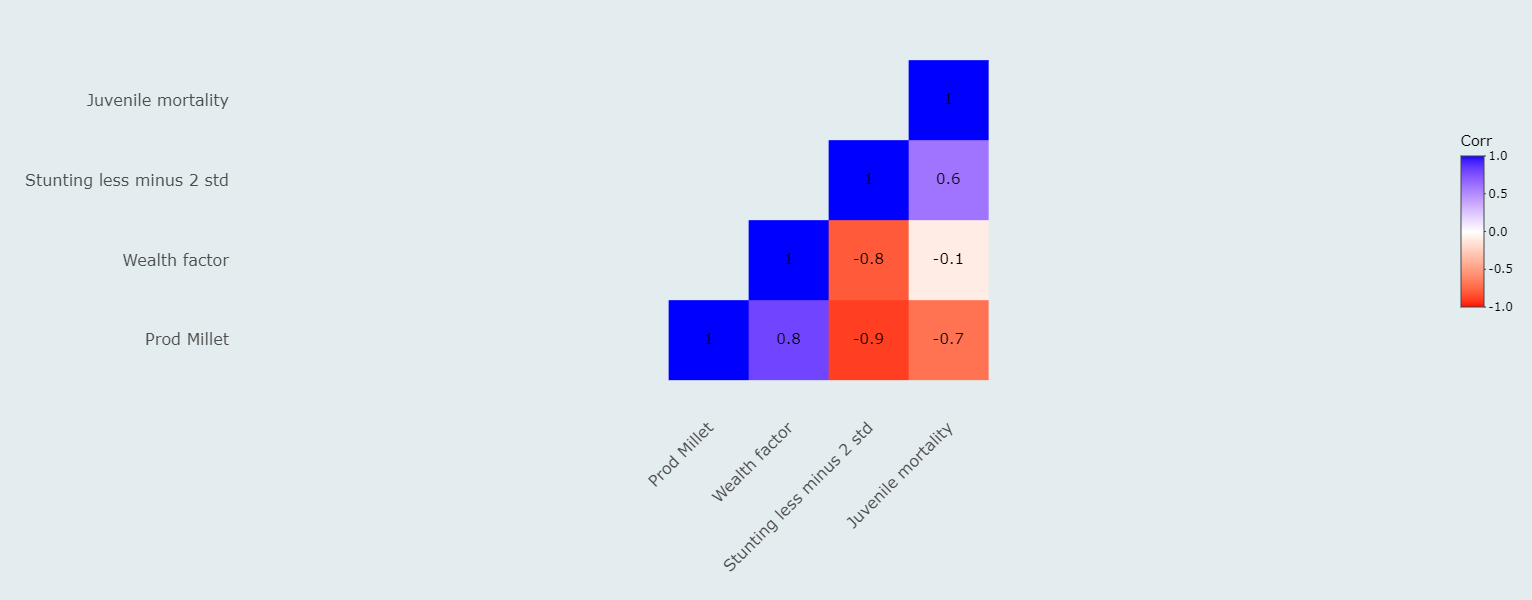 Juvenile mortality
1
Corr
1.0
Stunting less minus 2 std
1
0.6
0.5
0.0
Wealth factor
1
-0.8
-0.1
-0.5
-1.0
Prod Millet
1
0.8
-0.9
-0.7
Prod Millet
Wealth factor
Stunting less minus 2 std
Juvenile mortality